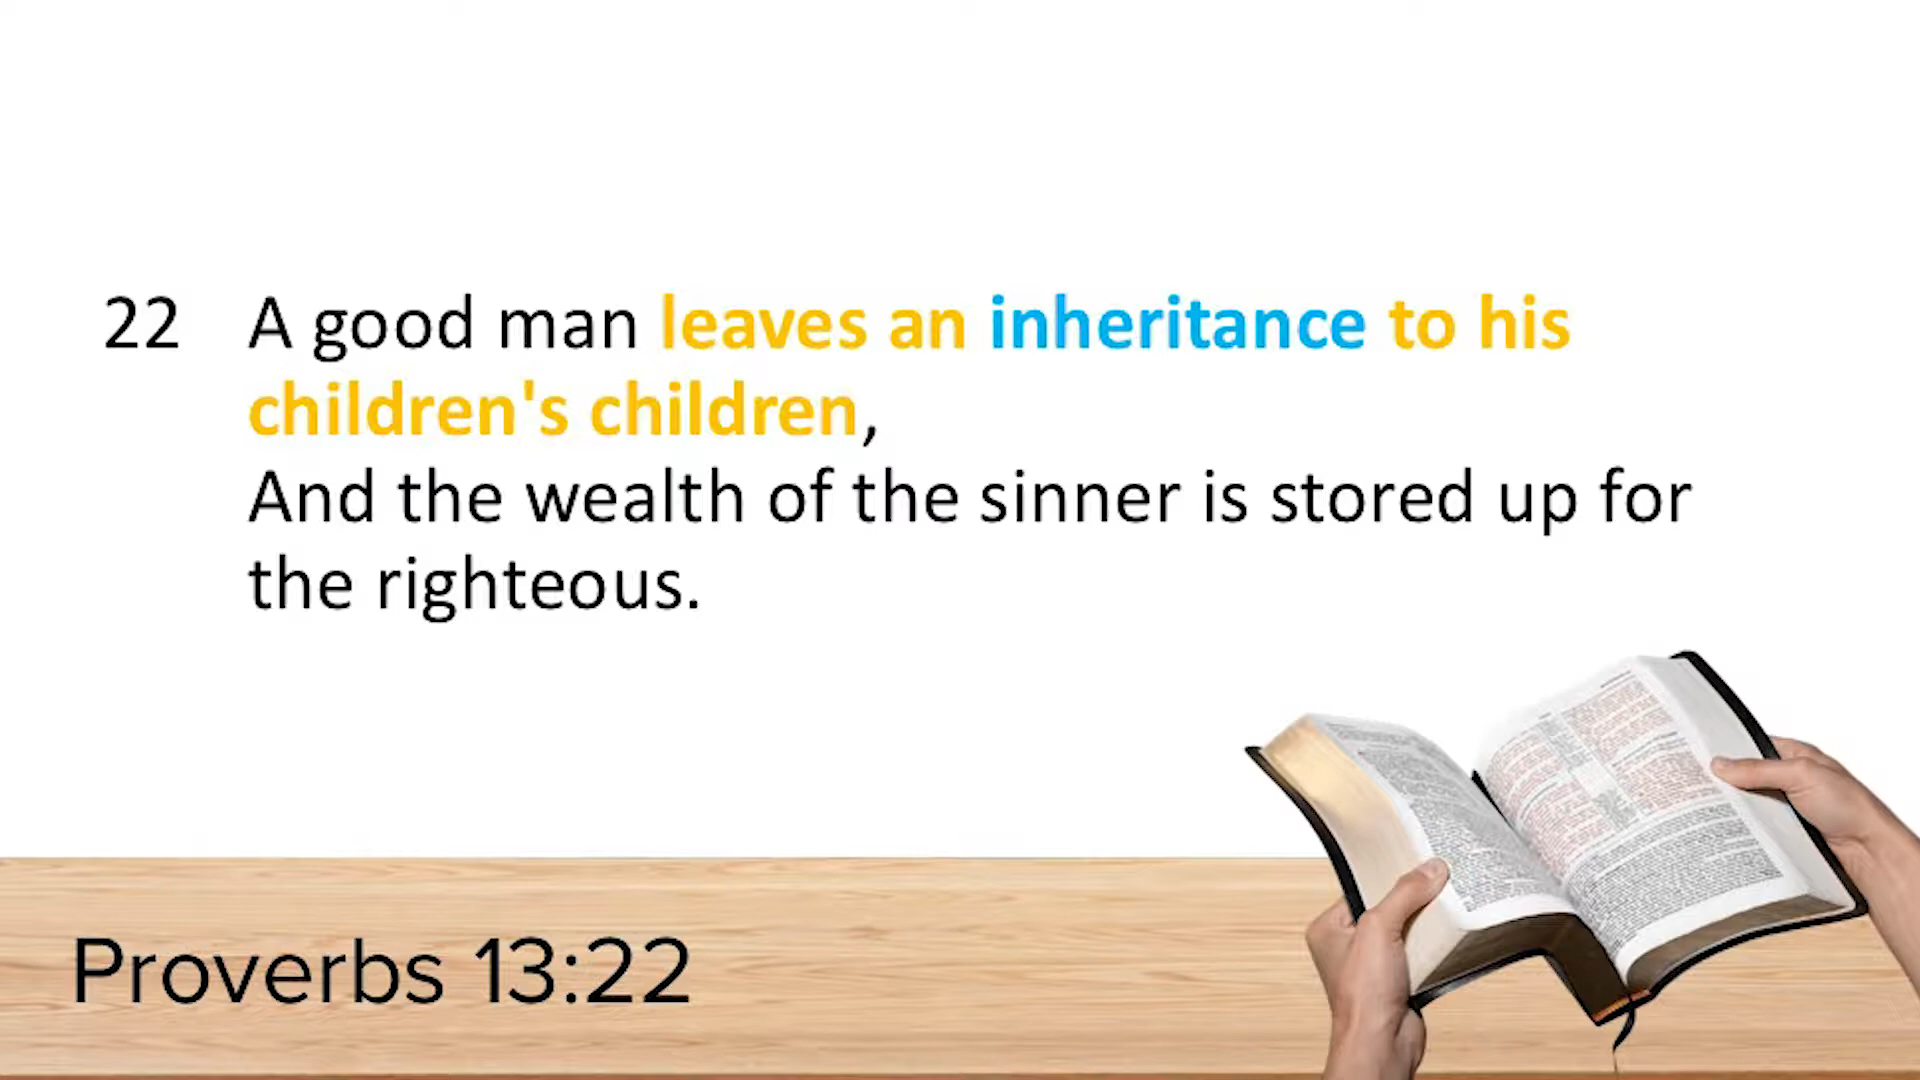 22 A good man leaves an inheritance to his
children's children,
And the wealth of the sinner is stored up for
the righteous.
Proverbs 13:22